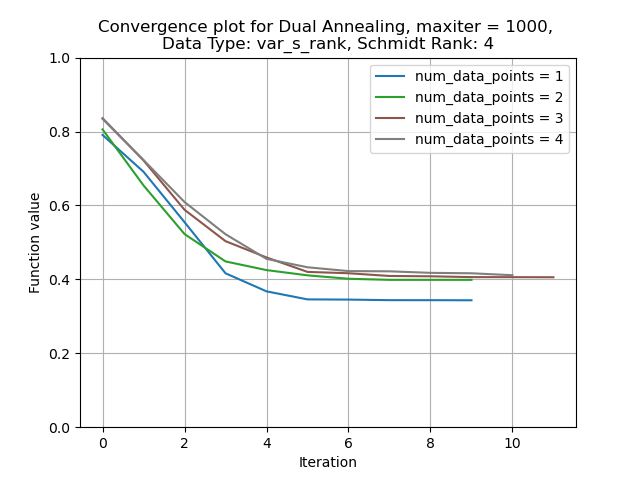 Convergence plot for Dual Annealing, maxiter = 1000,
Data Type: var_s_rank, Schmidt Rank: 4
1.0
0.8
0.6
0.4
0.2
0.0
Function value
num_data_points = 1
num_data_points = 2
num_data_points = 3
num_data_points = 4
0 2 4 6 8 10
Iteration